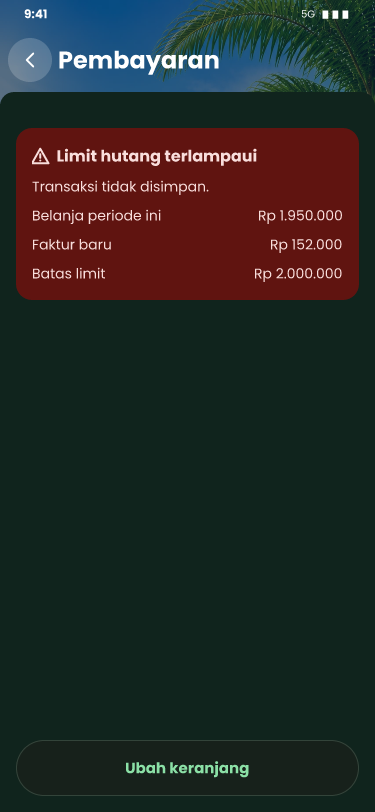 9:41 5G
Pembayaran
Limit hutang terlampaui
Transaksi tidak disimpan.
Belanja periode ini Rp 1.950.000
Faktur baru Rp 152.000
Batas limit Rp 2.000.000
Ubah keranjang